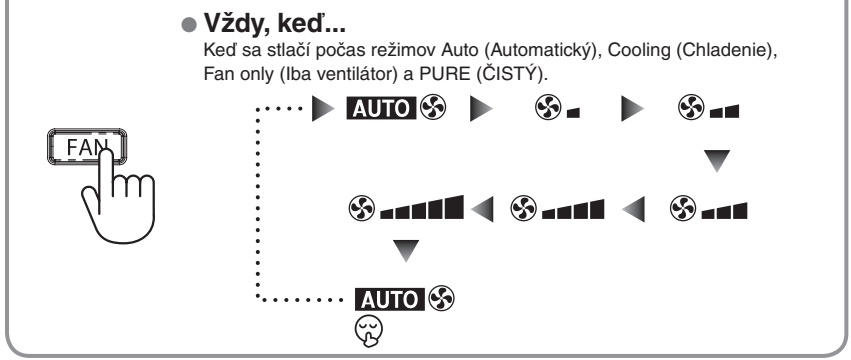 Vždy, keď...
Keď sa stlačí počas režimov Auto (Automatický), Cooling (Chladenie),
Fan only (Iba ventilátor) a PURE (ČISTÝ).
AUTO
FAN
AUTO